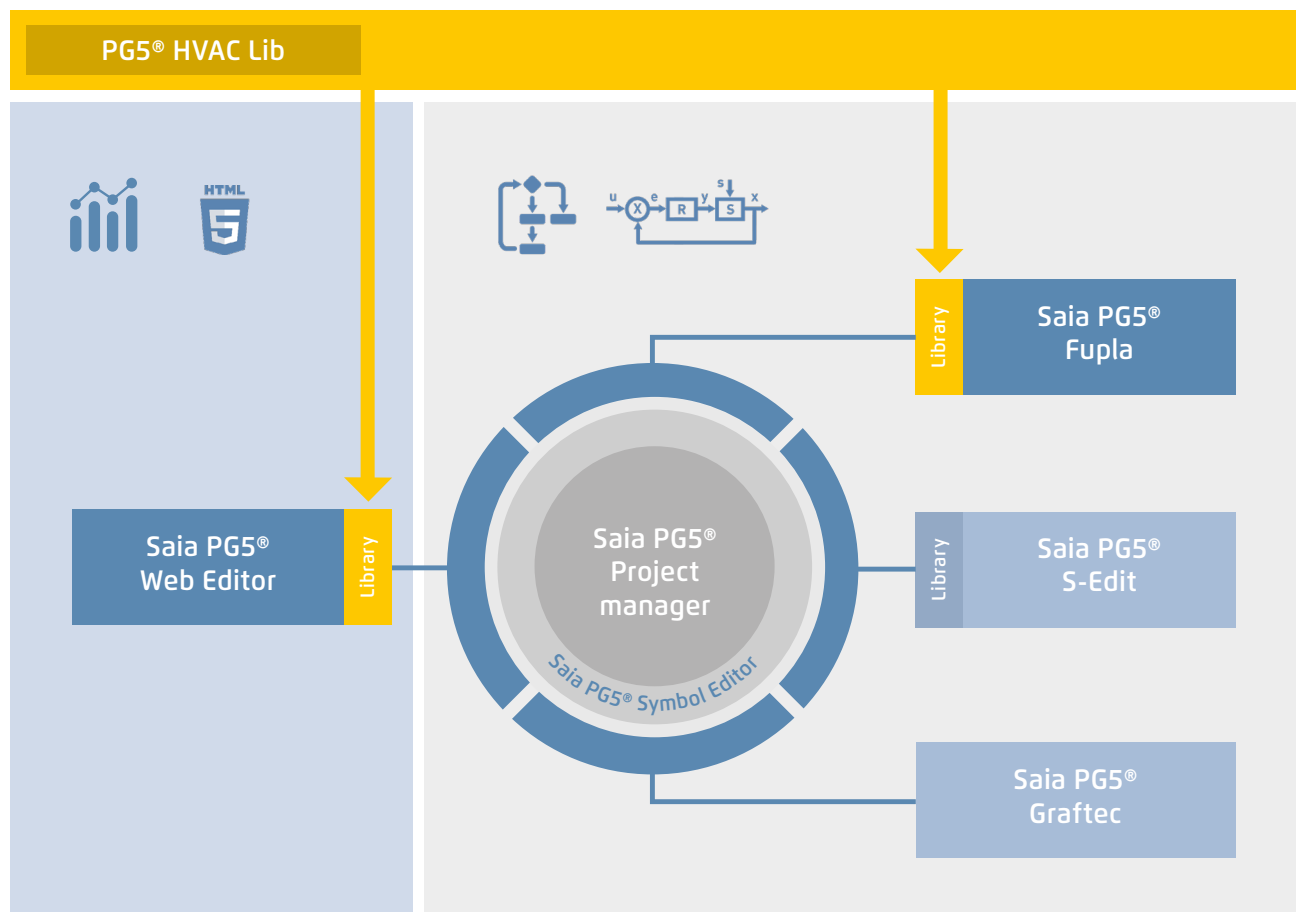 PG5® HVAC Lib
HTML
5
u
e
y
s
x
X
R
S
Library
Saia PG5®
Fupla
Saia PG5®
Web Editor
Library
Saia PG5®
Project
manager
Saia PG5® Symbol Editor
Library
Saia PG5®
S-Edit
Saia PG5®
Graftec